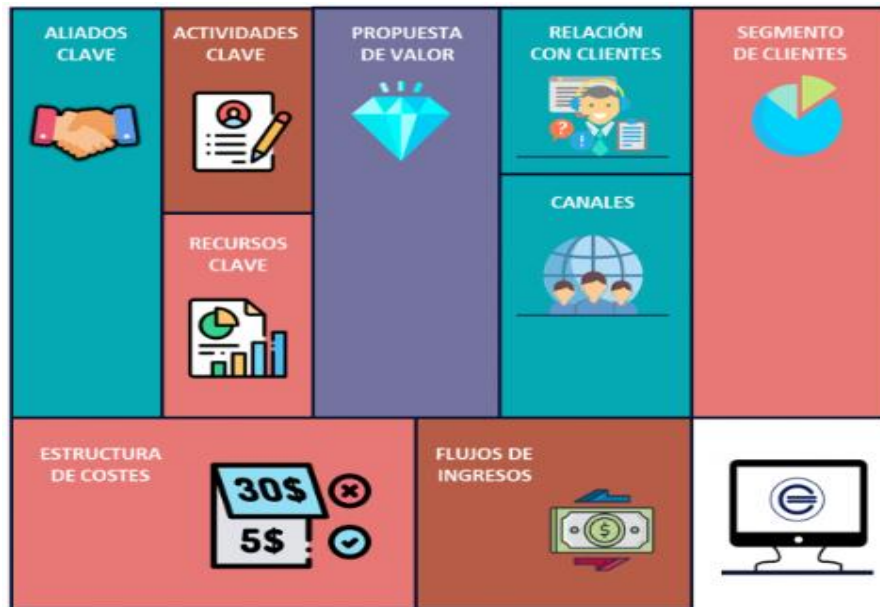 ALIADOS
CLAVE
ACTIVIDADES
CLAVE
PROPUESTA
DE VALOR
RELACIÓN
CON CLIENTES
SEGMENTO
DE CLIENTES
RECURSOS
CLAVE
CANALES
ESTRUCTURA
DE COSTES
30$
5$
FLUJOS DE
INGRESOS